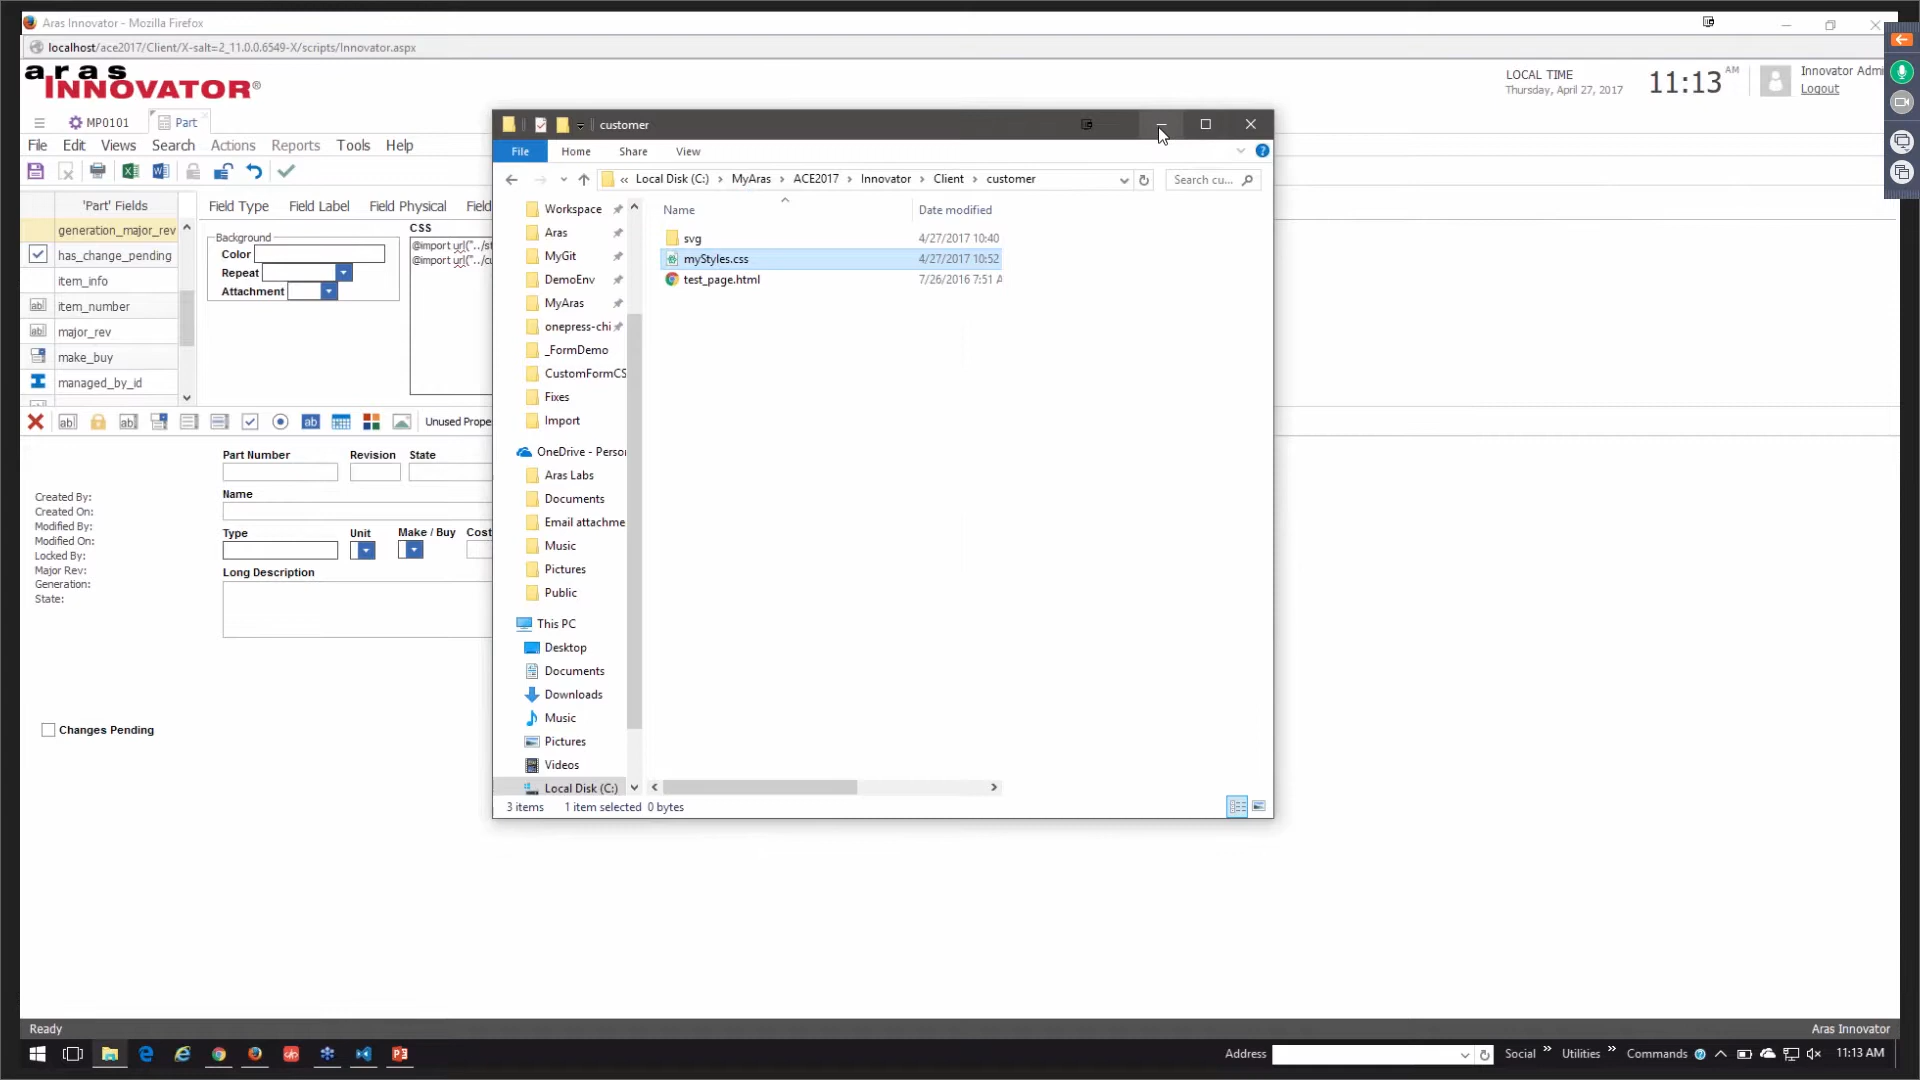 Aras Innovator - Mozilla Firefox
localhost/ace2017/Client/X-salt=2_11.0.0.6549-X/scripts/Innovator.aspx
aras
INNOVATOR®
LOCAL TIME
Thursday, April 27, 2017
11:13 AM
Innovator Admi
Logout
MP0101
Part
File Edit Views Search Actions Reports Tools Help
'Part' Fields
generation_major_rev
has_change_pending
item_info
item_number
major_rev
make_buy
managed_by_id
Field Type Field Label Field Physical Field
Background
Color
Repeat
Attachment
CSS
@import url("../st
@import url("../cu
Unused Prope
Part Number Revision State
Name
Type Unit Make / Buy Cost
Long Description
Created By:
Created On:
Modified By:
Modified On:
Locked By:
Major Rev:
Generation:
State:
Changes Pending
customer
File Home Share View
« Local Disk (C:) › MyAras › ACE2017 › Innovator › Client › customer
Search cu...
Workspace
Aras
MyGit
DemoEnv
MyAras
onepress-chi
_FormDemo
CustomFormCS
Fixes
Import
OneDrive - Person
Aras Labs
Documents
Email attachme
Music
Pictures
Public
This PC
Desktop
Documents
Downloads
Music
Pictures
Videos
Local Disk (C:)
Name Date modified
svg 4/27/2017 10:40
myStyles.css 4/27/2017 10:52
test_page.html 7/26/2016 7:51 A
3 items 1 item selected 0 bytes
Ready
Aras Innovator
Address
Social » Utilities » Commands
11:13 AM